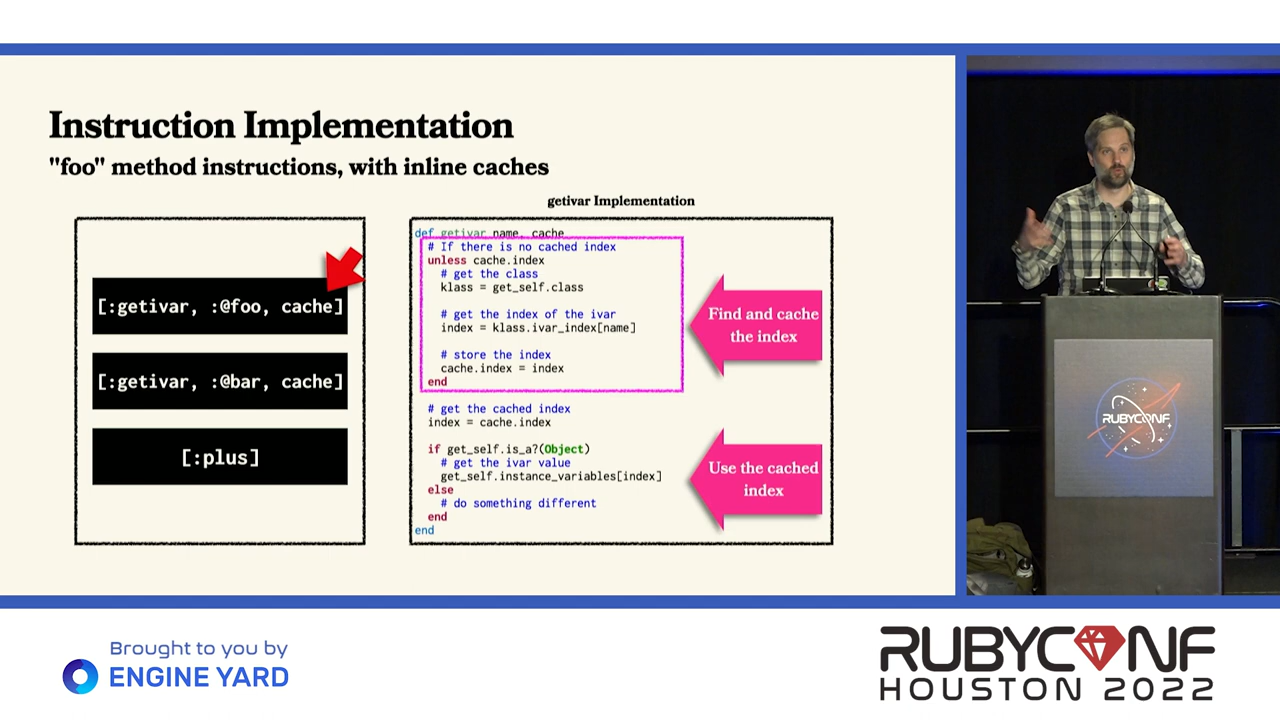 Instruction Implementation
"foo" method instructions, with inline caches
[:getivar, :@foo, cache]
[:getivar, :@bar, cache]
[:plus]
getivar Implementation
def getivar name, cache
# If there is no cached index
unless cache.index
# get the class
klass = get_self.class
# get the index of the ivar
index = klass.ivar_index[name]
# store the index
cache.index = index
end
# get the cached index
index = cache.index
if get_self.is_a?(Object)
# get the ivar value
get_self.instance_variables[index]
else
# do something different
end
end
Find and cache
the index
Use the cached
index
RUBYCONF
Brought to you by
ENGINE YARD
RUBYCONF
HOUSTON 2022